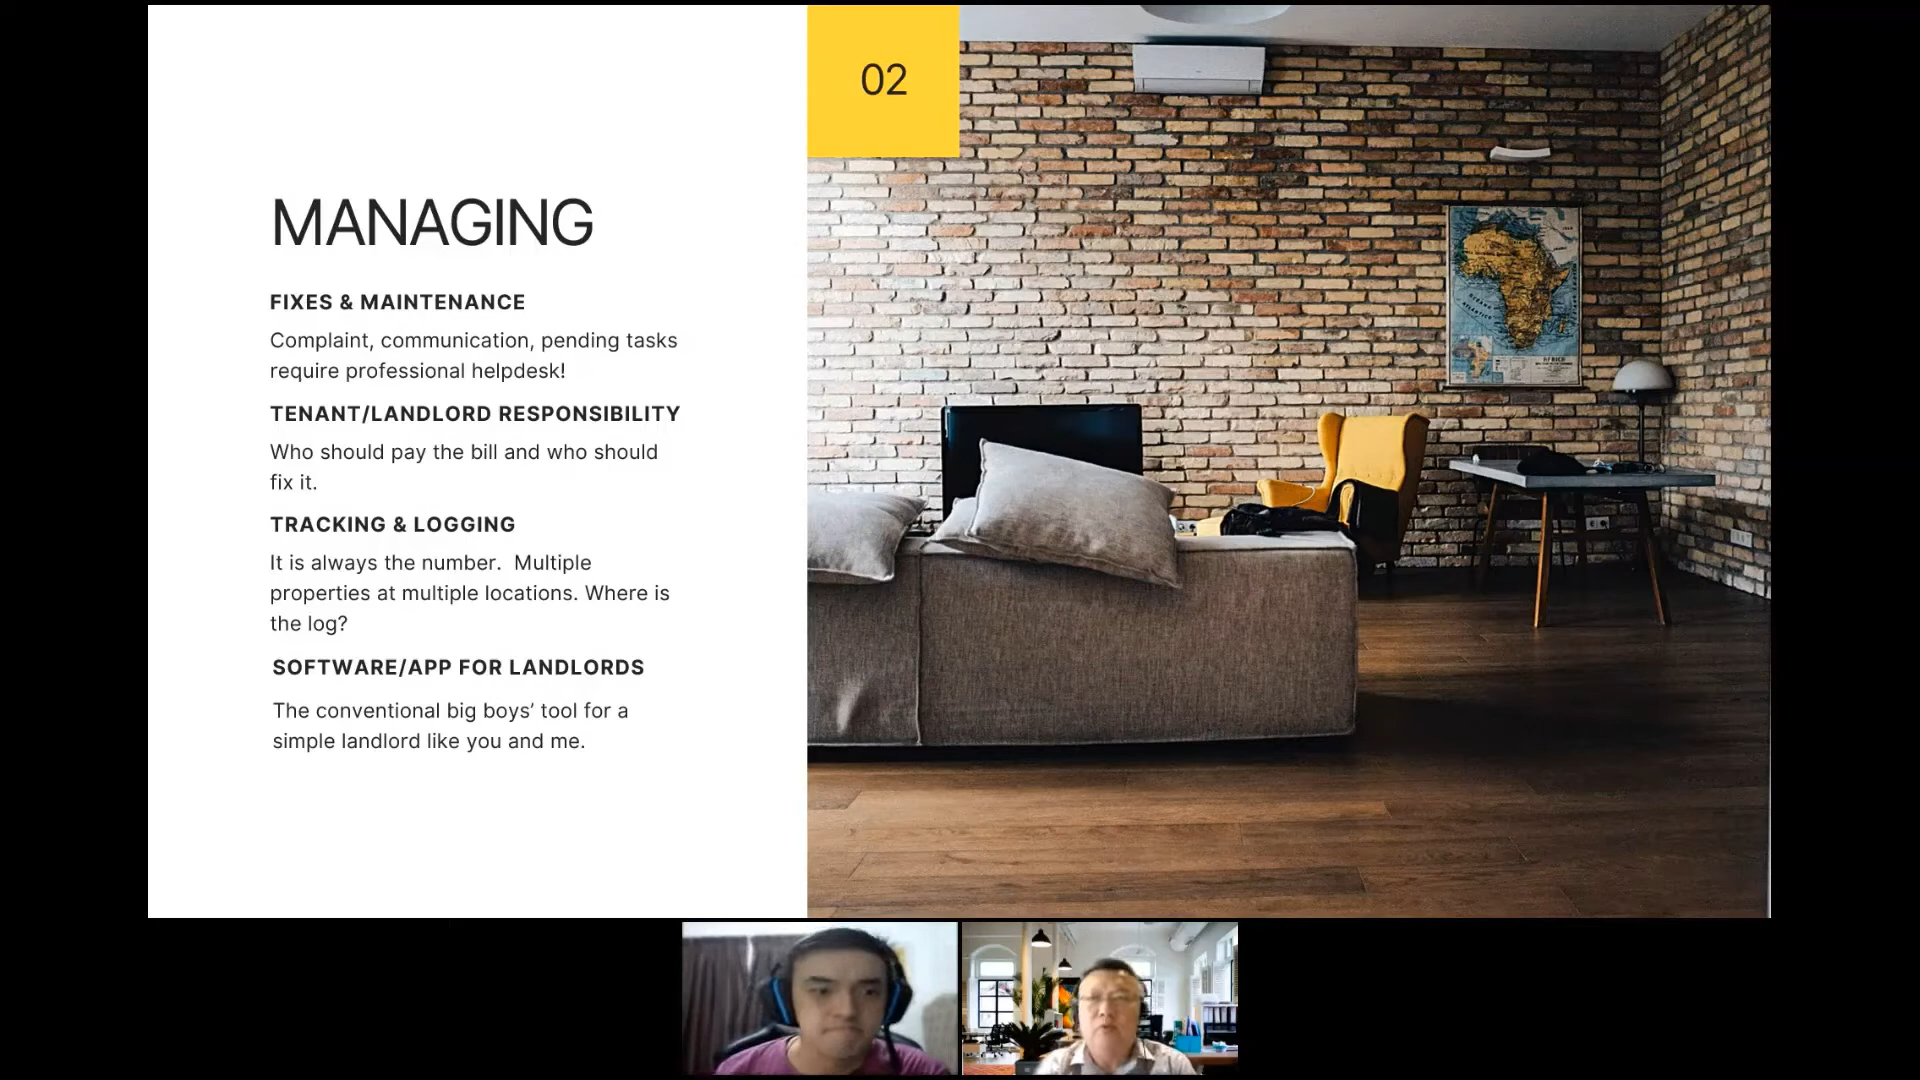 02
MANAGING
FIXES & MAINTENANCE
Complaint, communication, pending tasks
require professional helpdesk!
TENANT/LANDLORD RESPONSIBILITY
Who should pay the bill and who should
fix it.
TRACKING & LOGGING
It is always the number.  Multiple
properties at multiple locations. Where is
the log?
SOFTWARE/APP FOR LANDLORDS
The conventional big boys’ tool for a
simple landlord like you and me.